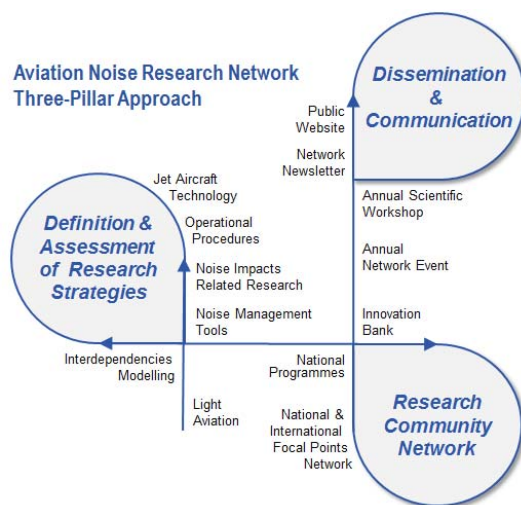 Aviation Noise Research Network
Three-Pillar Approach
Dissemination
&
Communication
Public
Website
Network
Newsletter
Jet Aircraft
Technology
Annual Scientific
Workshop
Definition &
Assessment
of Research
Strategies
Operational
Procedures
Annual
Network Event
Noise Impacts
Related Research
Noise Management
Tools
Innovation
Bank
Interdependencies
Modelling
National
Programmes
Light
Aviation
National &
International
Focal Points
Network
Research
Community
Network